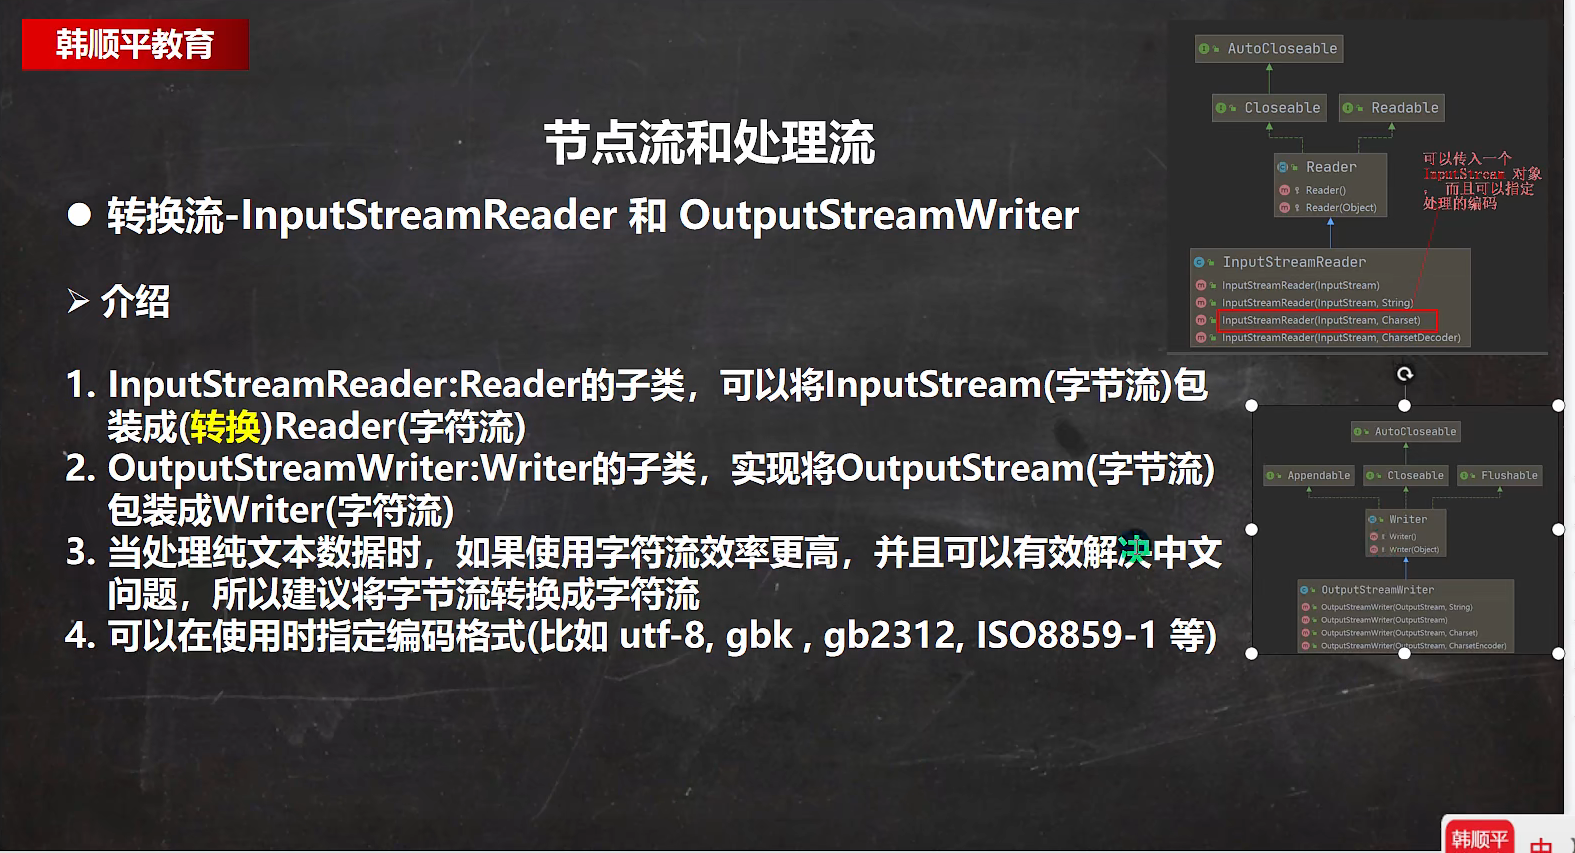 韩顺平教育
节点流和处理流
● 转换流-InputStreamReader 和 OutputStreamWriter
➢ 介绍
1. InputStreamReader:Reader的子类，可以将InputStream(字节流)包
装成(转换)Reader(字符流)
2. OutputStreamWriter:Writer的子类，实现将OutputStream(字节流)
包装成Writer(字符流)
3. 当处理纯文本数据时，如果使用字符流效率更高，并且可以有效解决中文
问题，所以建议将字节流转换成字符流
4. 可以在使用时指定编码格式(比如 utf-8, gbk , gb2312, ISO8859-1 等)
AutoCloseable
Closeable
Readable
Reader
Reader()
Reader(Object)
可以传入一个
InputStream 对象
， 而且可以指定
处理的编码
InputStreamReader
InputStreamReader(InputStream)
InputStreamReader(InputStream, String)
InputStreamReader(InputStream, Charset)
InputStreamReader(InputStream, CharsetDecoder)
AutoCloseable
Appendable
Closeable
Flushable
Writer
Writer()
Writer(Object)
OutputStreamWriter
OutputStreamWriter(OutputStream, String)
OutputStreamWriter(OutputStream)
OutputStreamWriter(OutputStream, Charset)
OutputStreamWriter(OutputStream, CharsetEncoder)
韩顺平
中